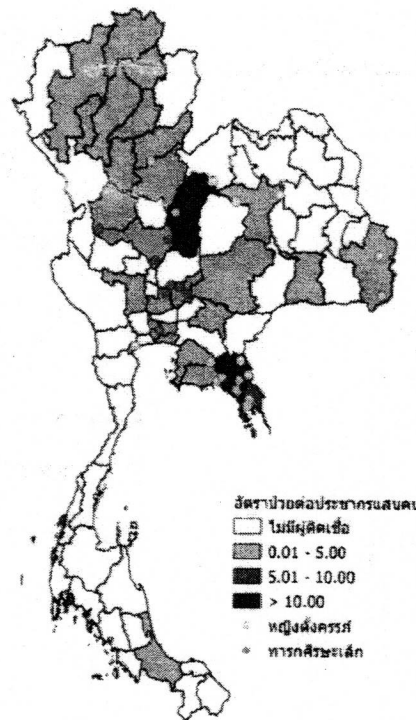 อัตราป่วยต่อประชากรแสนคน
ไม่มีผู้ติดเชื้อ
0.01 - 5.00
5.01 - 10.00
> 10.00
หญิงตั้งครรภ์
ทารกศีรษะเล็ก